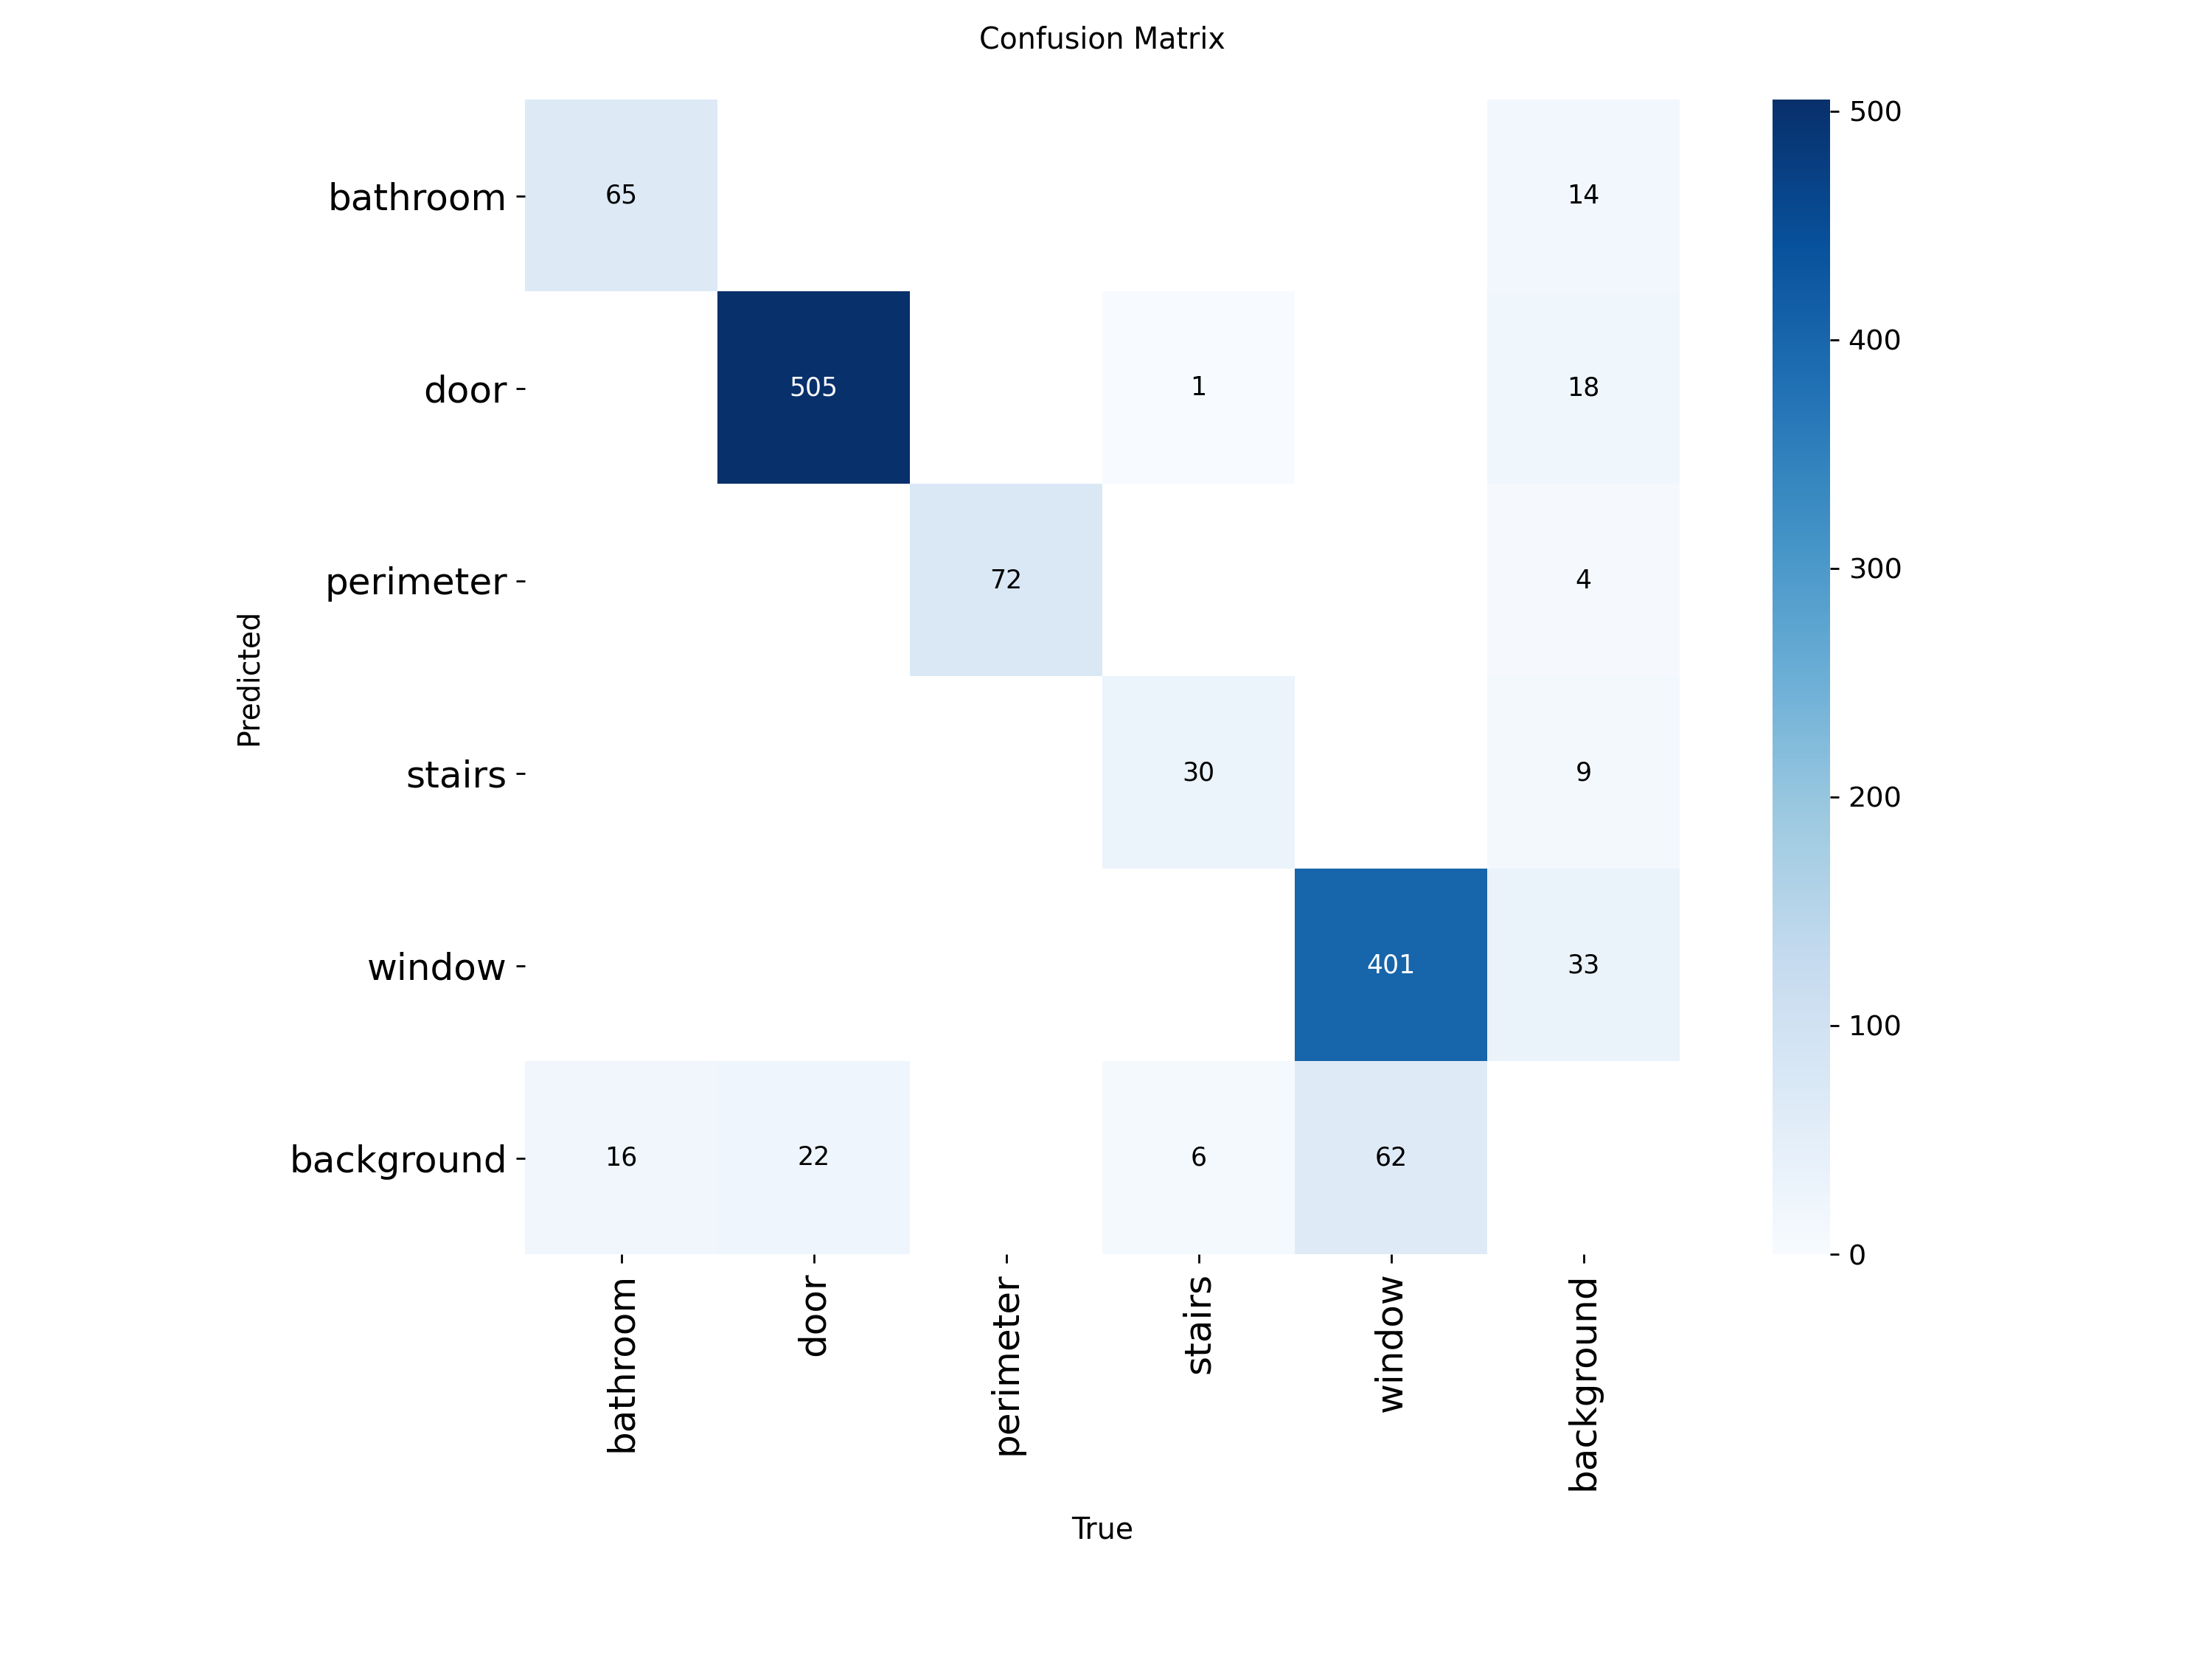 Confusion Matrix
bathroom 65 14
door 505 1 18
perimeter 72 4
stairs 30 9
window 401 33
background 16 22 6 62
Predicted
bathroom door perimeter stairs window background
True
500
400
300
200
100
0